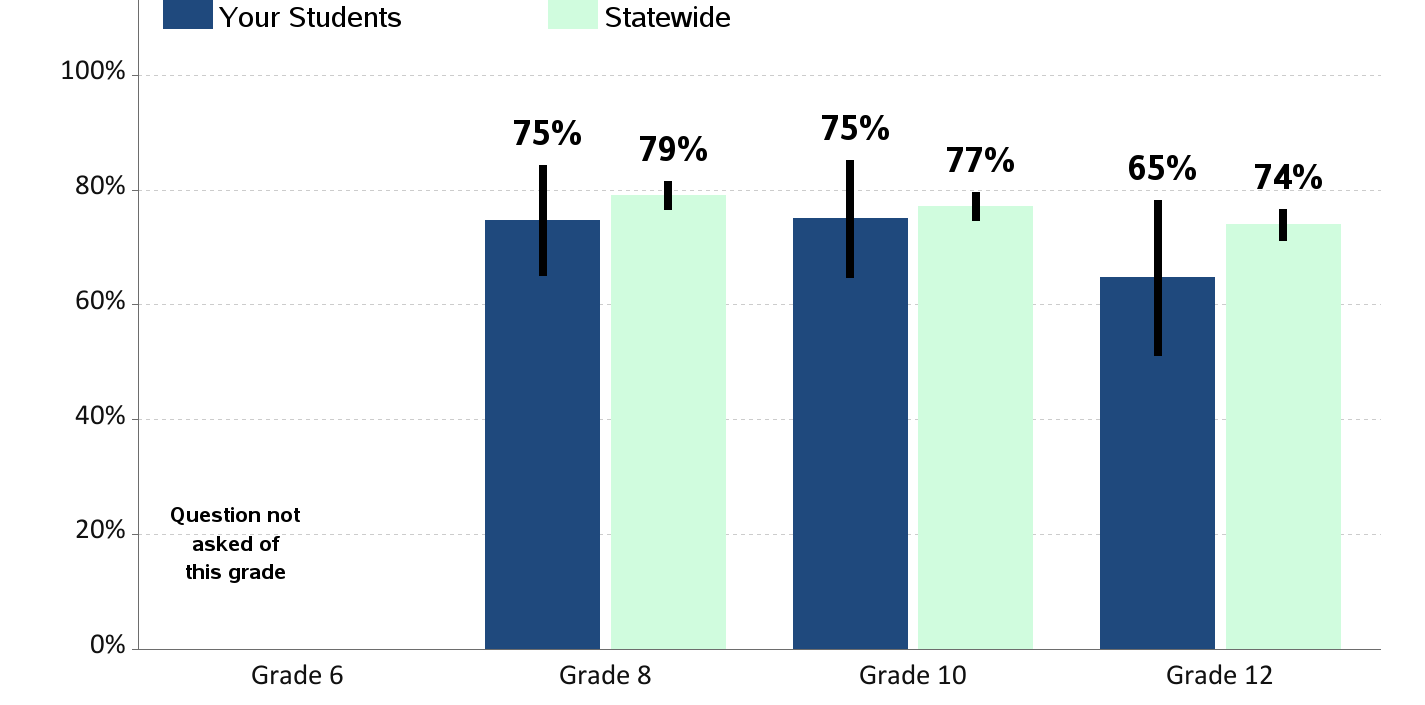 Your Students
Statewide
100%
80%
60%
40%
20%
0%
75%
79%
75%
77%
65%
74%
Question not
asked of
this grade
Grade 6
Grade 8
Grade 10
Grade 12